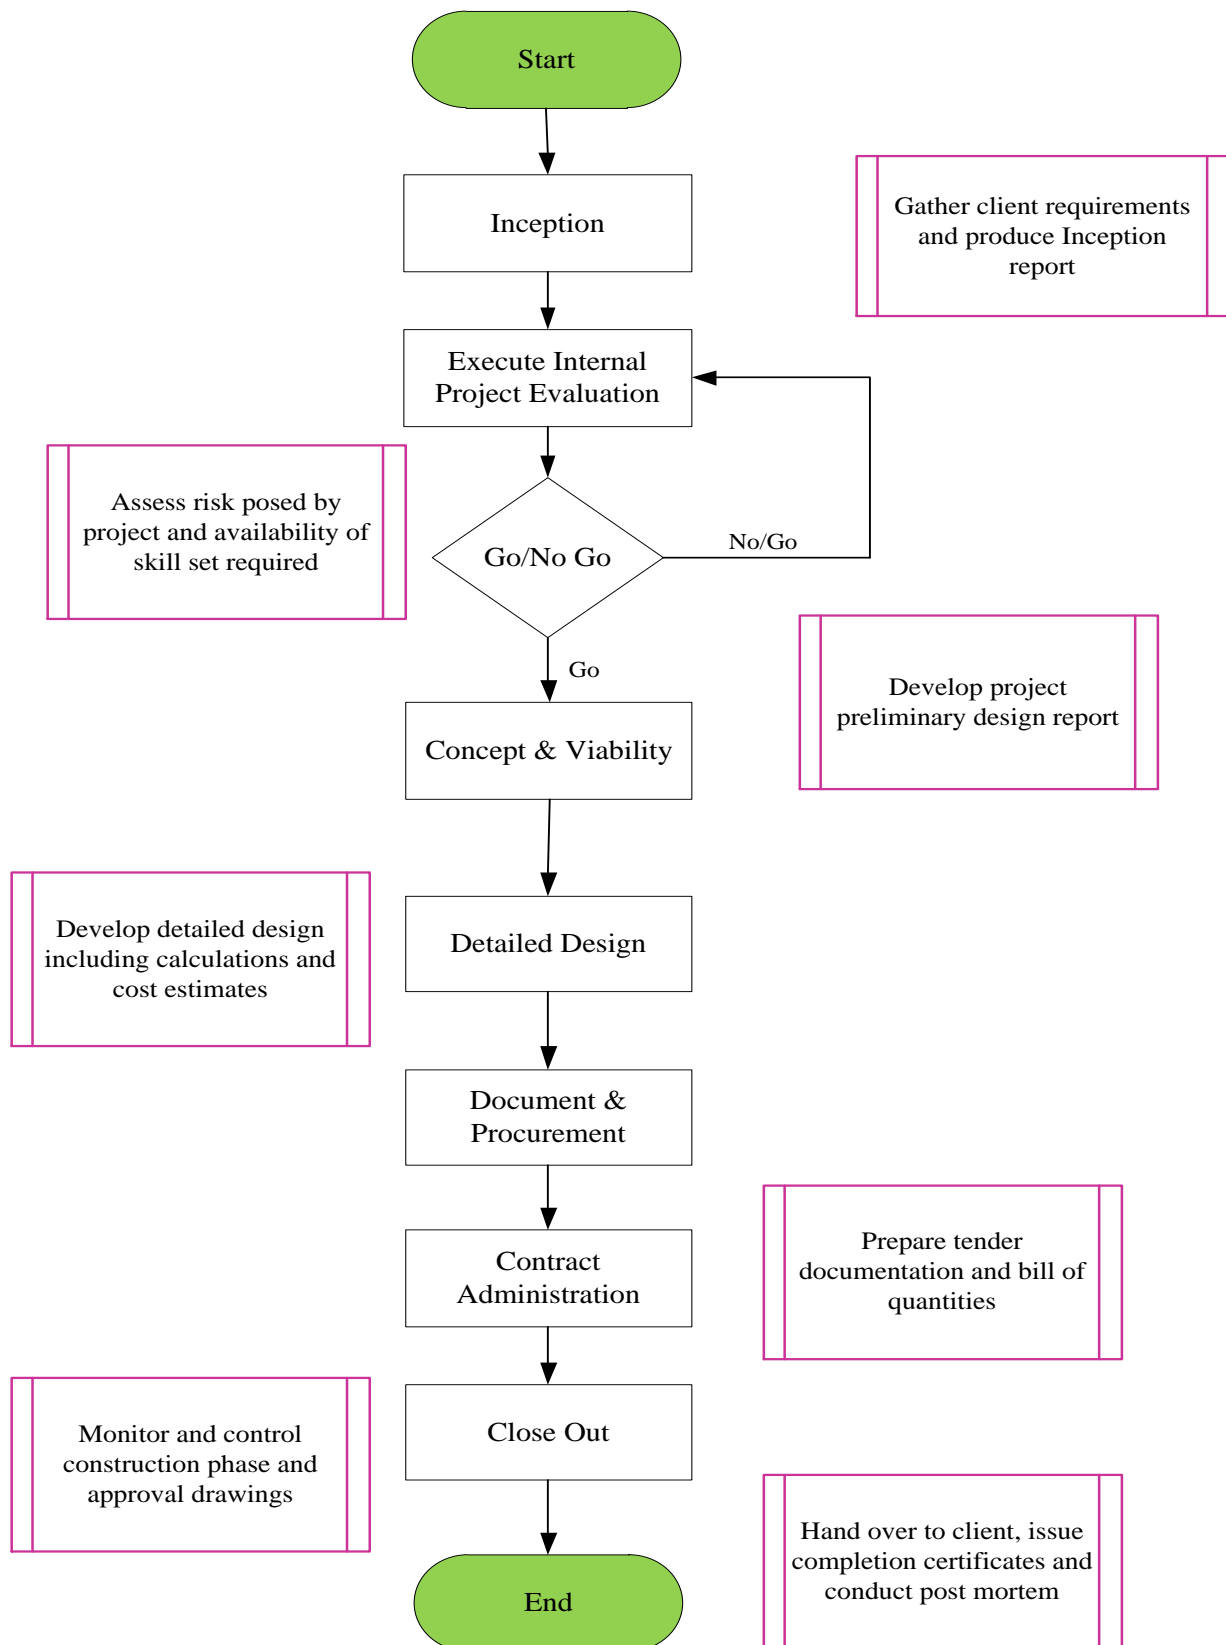 Start
Inception
Gather client requirements
and produce Inception
report
Execute Internal
Project Evaluation
Assess risk posed by
project and availability of
skill set required
Go/No Go
No/Go
Go
Develop project
preliminary design report
Concept & Viability
Develop detailed design
including calculations and
cost estimates
Detailed Design
Document &
Procurement
Contract
Administration
Prepare tender
documentation and bill of
quantities
Monitor and control
construction phase and
approval drawings
Close Out
Hand over to client, issue
completion certificates and
conduct post mortem
End